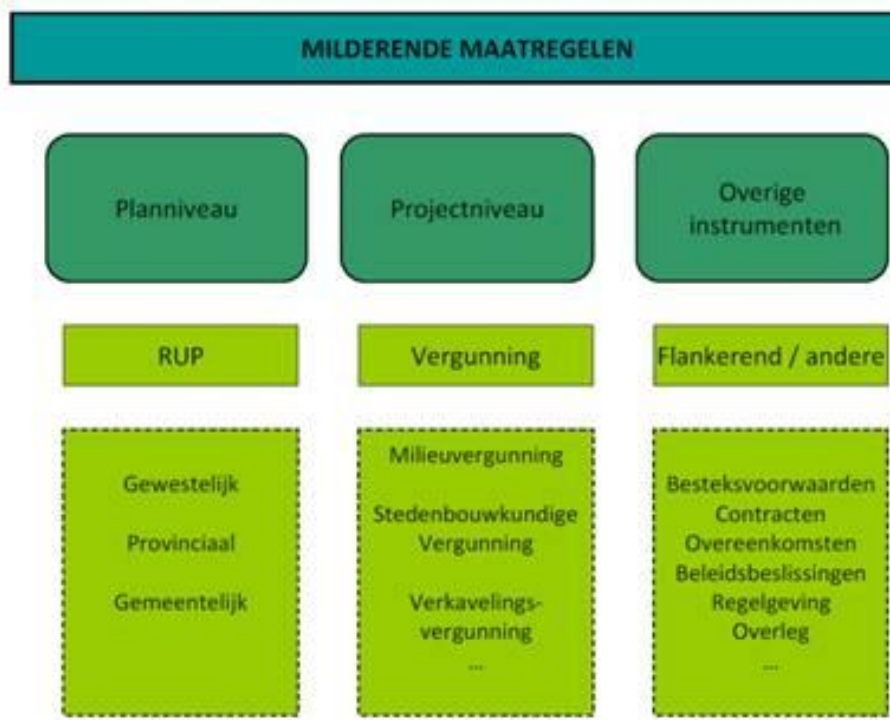 MILDERENDE MAATREGELEN
Planniveau
Projectniveau
Overige
instrumenten
RUP
Vergunning
Flankerend / andere
Gewestelijk
Provinciaal
Gemeentelijk
Milieuvergunning
Stedenbouwkundige
Vergunning
Verkavelings-
vergunning
...
Besteksvoorwaarden
Contracten
Overeenkomsten
Beleidsbeslissingen
Regelgeving
Overleg
...